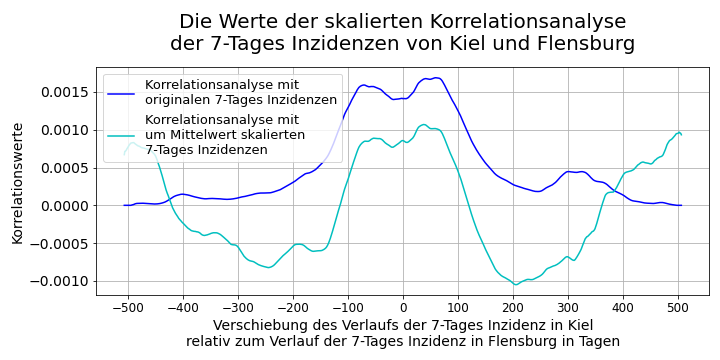 Die Werte der skalierten Korrelationsanalyse
der 7-Tages Inzidenzen von Kiel und Flensburg
Korrelationsanalyse mit
originalen 7-Tages Inzidenzen
Korrelationsanalyse mit
um Mittelwert skalierten
7-Tages Inzidenzen
Korrelationswerte
0.0015
0.0010
0.0005
0.0000
−0.0005
−0.0010
−500 −400 −300 −200 −100 0 100 200 300 400 500
Verschiebung des Verlaufs der 7-Tages Inzidenz in Kiel
relativ zum Verlauf der 7-Tages Inzidenz in Flensburg in Tagen